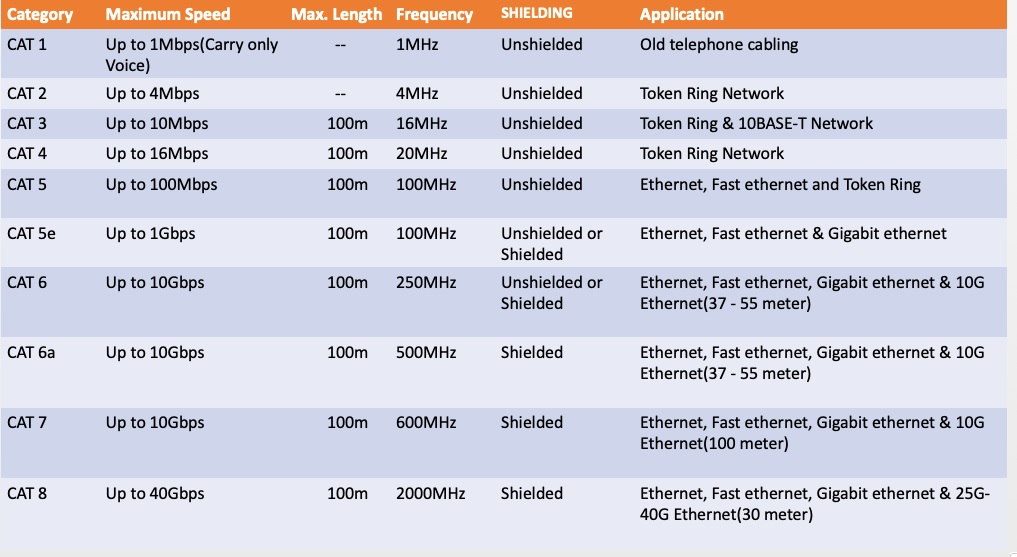 Category Maximum Speed Max. Length Frequency SHIELDING Application
CAT 1 Up to 1Mbps(Carry only Voice) -- 1MHz Unshielded Old telephone cabling
CAT 2 Up to 4Mbps -- 4MHz Unshielded Token Ring Network
CAT 3 Up to 10Mbps 100m 16MHz Unshielded Token Ring & 10BASE-T Network
CAT 4 Up to 16Mbps 100m 20MHz Unshielded Token Ring Network
CAT 5 Up to 100Mbps 100m 100MHz Unshielded Ethernet, Fast ethernet and Token Ring
CAT 5e Up to 1Gbps 100m 100MHz Unshielded or Shielded Ethernet, Fast ethernet & Gigabit ethernet
CAT 6 Up to 10Gbps 100m 250MHz Unshielded or Shielded Ethernet, Fast ethernet, Gigabit ethernet & 10G Ethernet(37 - 55 meter)
CAT 6a Up to 10Gbps 100m 500MHz Shielded Ethernet, Fast ethernet, Gigabit ethernet & 10G Ethernet(37 - 55 meter)
CAT 7 Up to 10Gbps 100m 600MHz Shielded Ethernet, Fast ethernet, Gigabit ethernet & 10G Ethernet(100 meter)
CAT 8 Up to 40Gbps 100m 2000MHz Shielded Ethernet, Fast ethernet, Gigabit ethernet & 25G-40G Ethernet(30 meter)